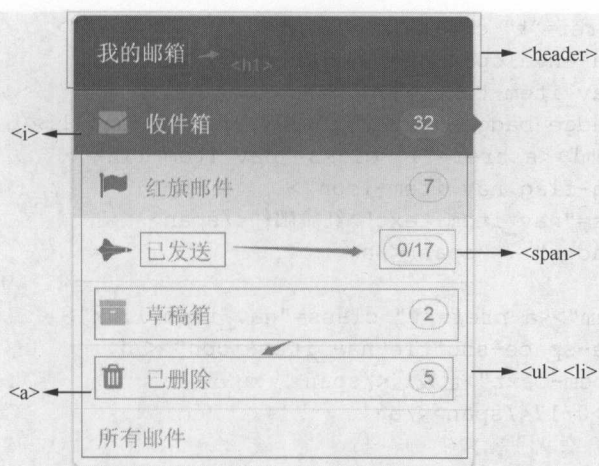 我的邮箱
<h1>
<header>
<i>
收件箱 32
红旗邮件 7
已发送 0/17
<span>
草稿箱 2
已删除 5
<ul> <li>
<a>
所有邮件